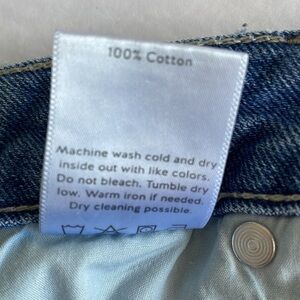 100% Cotton
Machine wash cold and dry
inside out with like colors.
Do not bleach. Tumble dry
low. Warm iron if needed.
Dry cleaning possible.